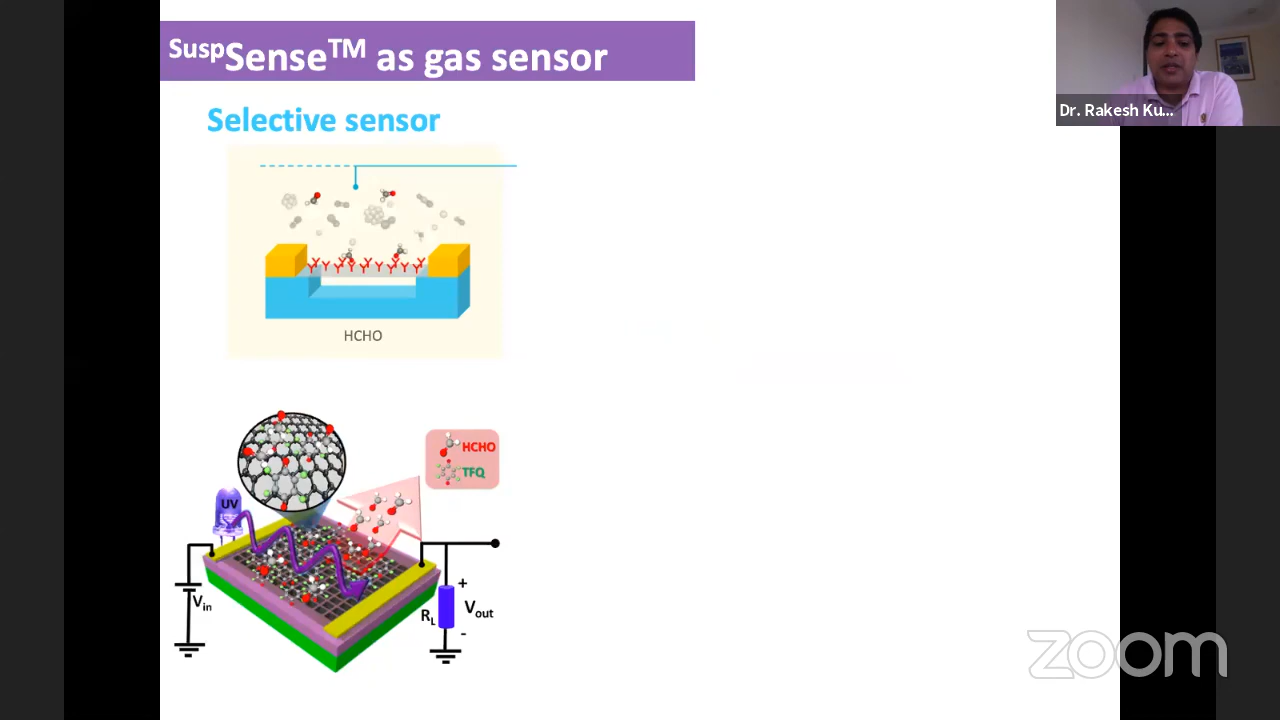 SuspSense™ as gas sensor
Dr. Rakesh Ku...
Selective sensor
HCHO
HCHO
TFQ
UV
Vin
RL
+
Vout
-
zoom